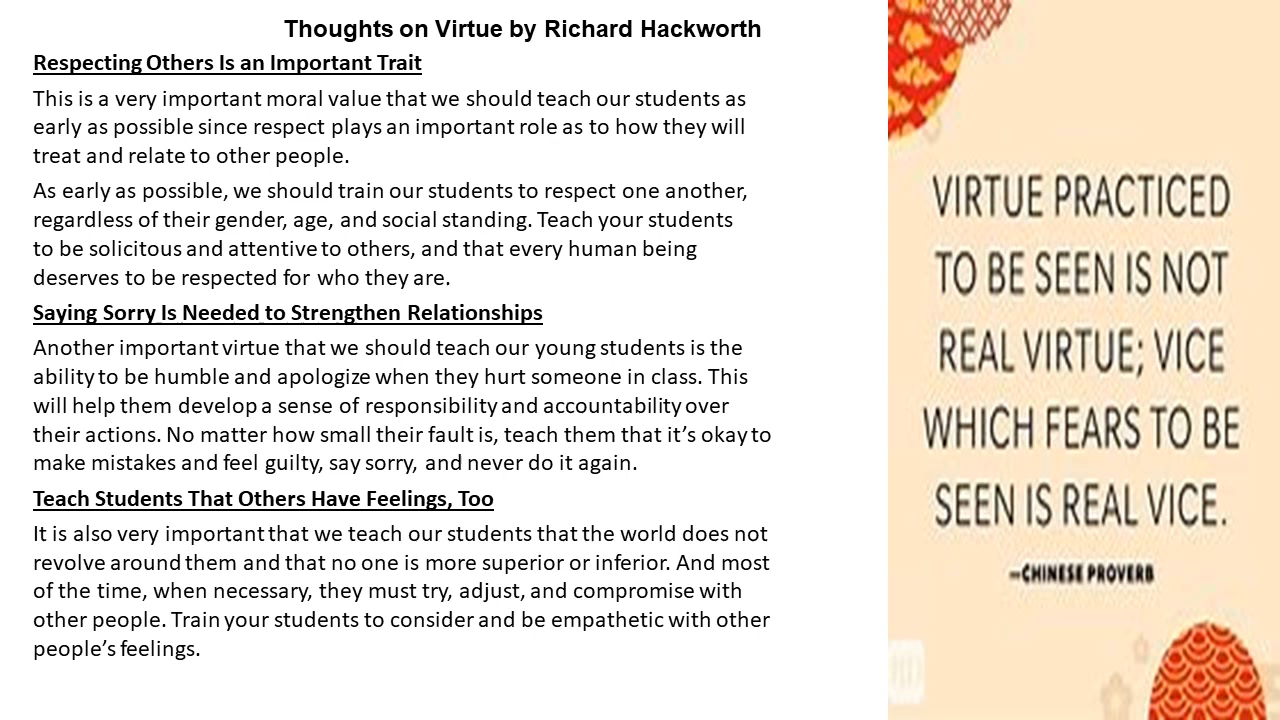 Thoughts on Virtue by Richard Hackworth
Respecting Others Is an Important Trait
This is a very important moral value that we should teach our students as
early as possible since respect plays an important role as to how they will
treat and relate to other people.
As early as possible, we should train our students to respect one another,
regardless of their gender, age, and social standing. Teach your students
to be solicitous and attentive to others, and that every human being
deserves to be respected for who they are.
Saying Sorry Is Needed to Strengthen Relationships
Another important virtue that we should teach our young students is the
ability to be humble and apologize when they hurt someone in class. This
will help them develop a sense of responsibility and accountability over
their actions. No matter how small their fault is, teach them that it’s okay to
make mistakes and feel guilty, say sorry, and never do it again.
Teach Students That Others Have Feelings, Too
It is also very important that we teach our students that the world does not
revolve around them and that no one is more superior or inferior. And most
of the time, when necessary, they must try, adjust, and compromise with
other people. Train your students to consider and be empathetic with other
people’s feelings.
VIRTUE PRACTICED
TO BE SEEN IS NOT
REAL VIRTUE; VICE
WHICH FEARS TO BE
SEEN IS REAL VICE.
—CHINESE PROVERB